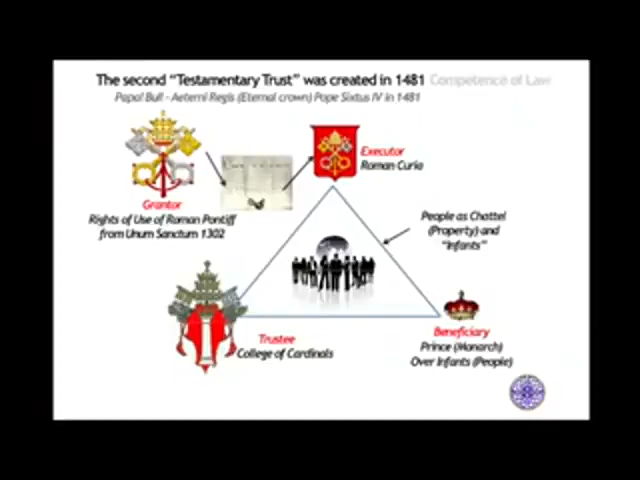 The second “Testamentary Trust” was created in 1481 Competence of Law
Papal Bull - Aeterni Regis (Eternal crown) Pope Sixtus IV in 1481
Executor
Roman Curia
Grantor
Rights of Use of Roman Pontiff
from Unum Sanctum 1302
People as Chattel
(Property) and
“Infants”
Trustee
College of Cardinals
Beneficiary
Prince (Monarch)
Over Infants (People)